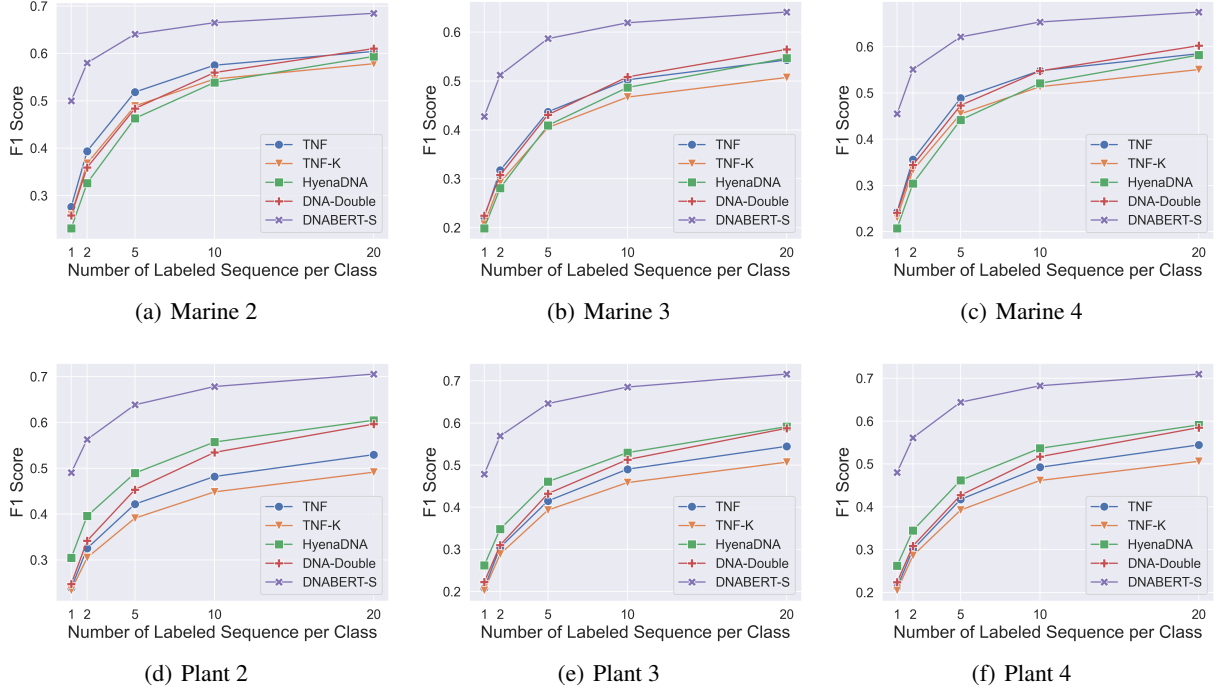 0.7
0.6
0.5
0.4
0.3
F1 Score
1 2 5 10 20
Number of Labeled Sequence per Class
TNF
TNF-K
HyenaDNA
DNA-Double
DNABERT-S
(a) Marine 2
0.6
0.5
0.4
0.3
0.2
F1 Score
1 2 5 10 20
Number of Labeled Sequence per Class
TNF
TNF-K
HyenaDNA
DNA-Double
DNABERT-S
(b) Marine 3
0.6
0.5
0.4
0.3
0.2
F1 Score
1 2 5 10 20
Number of Labeled Sequence per Class
TNF
TNF-K
HyenaDNA
DNA-Double
DNABERT-S
(c) Marine 4
0.7
0.6
0.5
0.4
0.3
F1 Score
1 2 5 10 20
Number of Labeled Sequence per Class
TNF
TNF-K
HyenaDNA
DNA-Double
DNABERT-S
(d) Plant 2
0.7
0.6
0.5
0.4
0.3
0.2
F1 Score
1 2 5 10 20
Number of Labeled Sequence per Class
TNF
TNF-K
HyenaDNA
DNA-Double
DNABERT-S
(e) Plant 3
0.7
0.6
0.5
0.4
0.3
0.2
F1 Score
1 2 5 10 20
Number of Labeled Sequence per Class
TNF
TNF-K
HyenaDNA
DNA-Double
DNABERT-S
(f) Plant 4